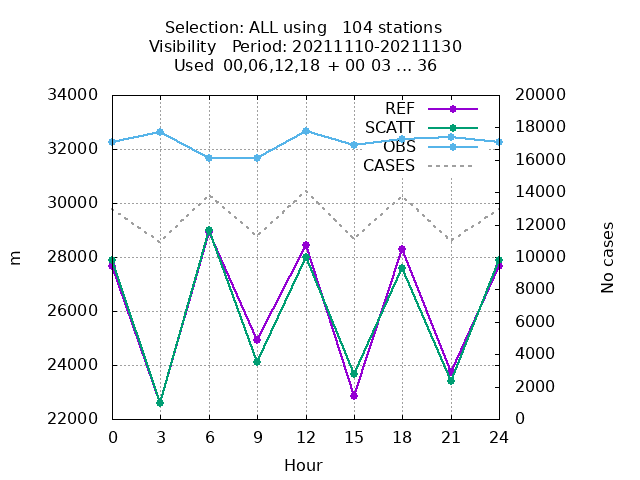 Selection: ALL using   104 stations
Visibility   Period: 20211110-20211130
Used 00,06,12,18 + 00 03 ... 36
34000
32000
30000
28000
26000
24000
22000
m
20000
18000
16000
14000
12000
10000
8000
6000
4000
2000
0
No cases
REF
SCATT
OBS
CASES
0 3 6 9 12 15 18 21 24
Hour